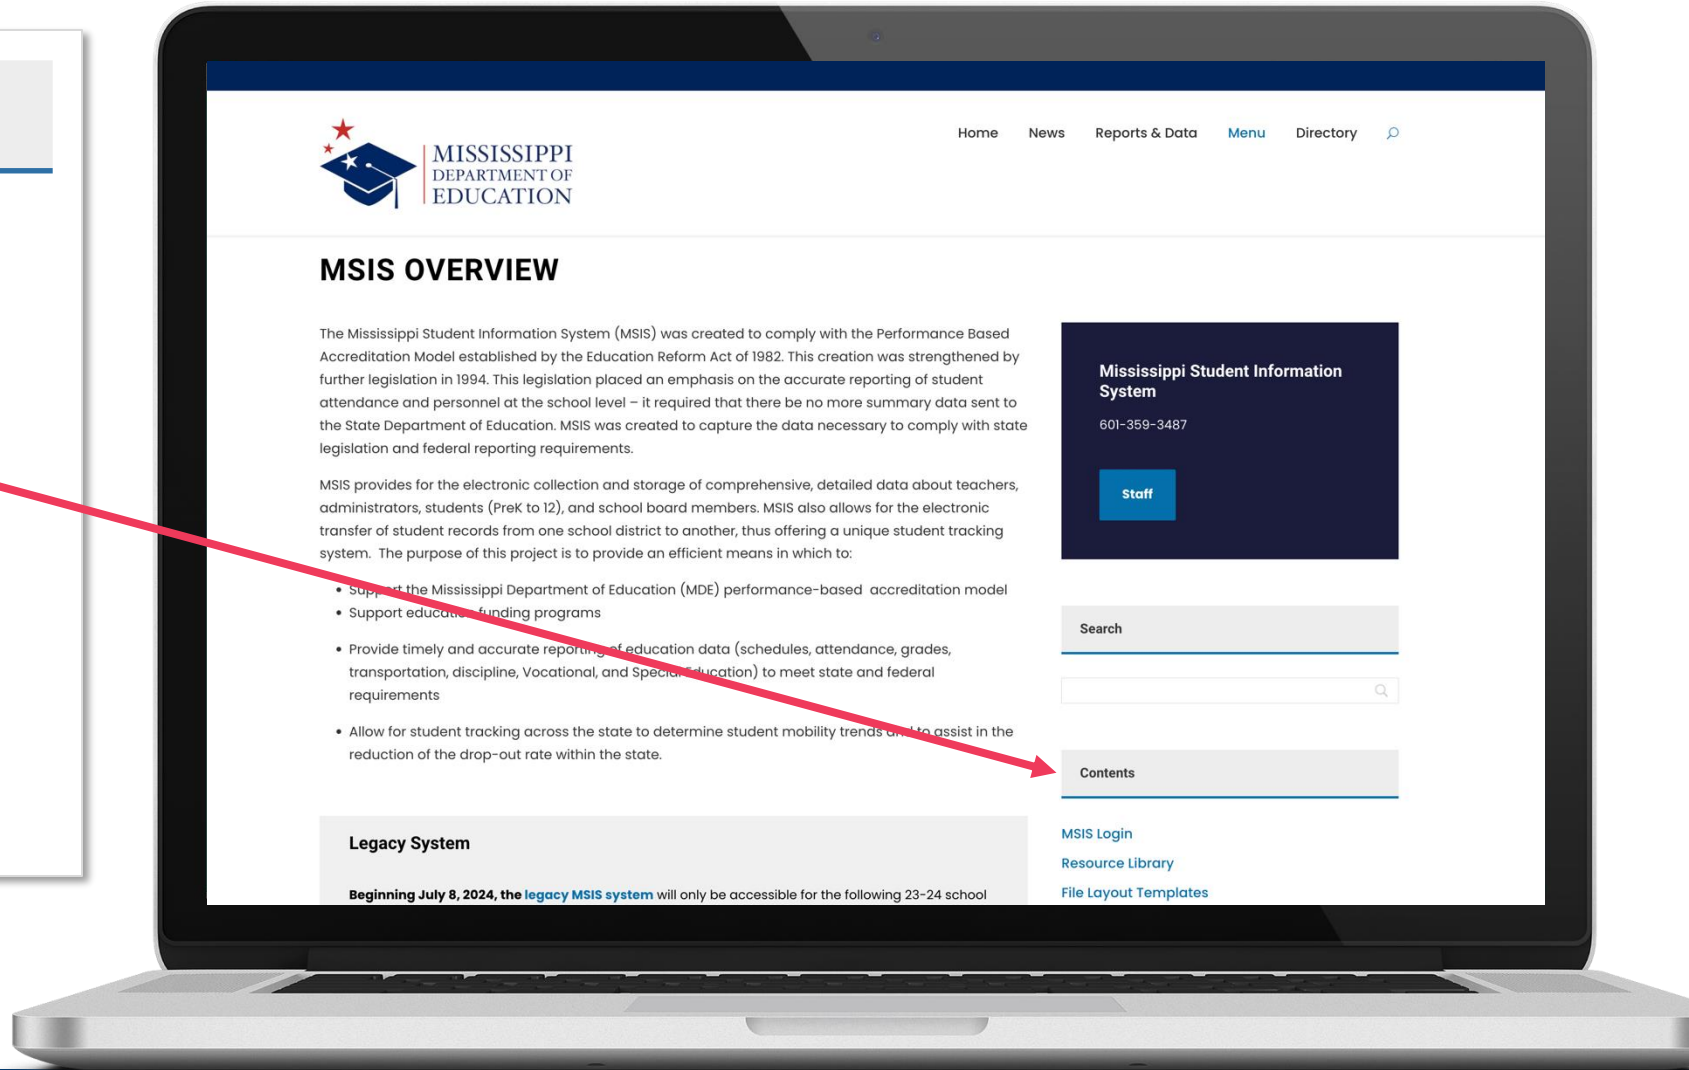 Home News Reports & Data Menu Directory
MISSISSIPPI
DEPARTMENT OF
EDUCATION
MSIS OVERVIEW
The Mississippi Student Information System (MSIS) was created to comply with the Performance Based
Accreditation Model established by the Education Reform Act of 1982. This creation was strengthened by
further legislation in 1994. This legislation placed an emphasis on the accurate reporting of student
attendance and personnel at the school level – it required that there be no more summary data sent to
the State Department of Education. MSIS was created to capture the data necessary to comply with state
legislation and federal reporting requirements.
MSIS provides for the electronic collection and storage of comprehensive, detailed data about teachers,
administrators, students (PreK to 12), and school board members. MSIS also allows for the electronic
transfer of student records from one school district to another, thus offering a unique student tracking
system. The purpose of this project is to provide an efficient means in which to:
• Support the Mississippi Department of Education (MDE) performance-based accreditation model
• Support education funding programs
• Provide timely and accurate reporting of education data (schedules, attendance, grades,
transportation, discipline, Vocational, and Special Education) to meet state and federal
requirements
• Allow for student tracking across the state to determine student mobility trends and to assist in the
reduction of the drop-out rate within the state.
Legacy System
Beginning July 8, 2024, the legacy MSIS system will only be accessible for the following 23-24 school
Mississippi Student Information
System
601-359-3487
Staff
Search
Contents
MSIS Login
Resource Library
File Layout Templates